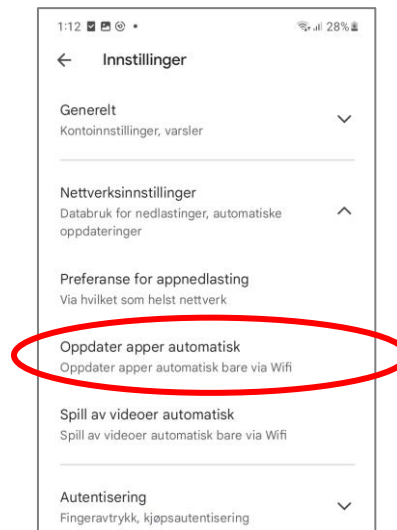 1:12 28%
Innstillinger
Generelt
Kontoinnstillinger, varsler
Nettverksinnstillinger
Databruk for nedlastinger, automatiske
oppdateringer
Preferanse for appnedlasting
Via hvilket som helst nettverk
Oppdater apper automatisk
Oppdater apper automatisk bare via Wifi
Spill av videoer automatisk
Spill av videoer automatisk bare via Wifi
Autentisering
Fingeravtrykk, kjøpsautentisering